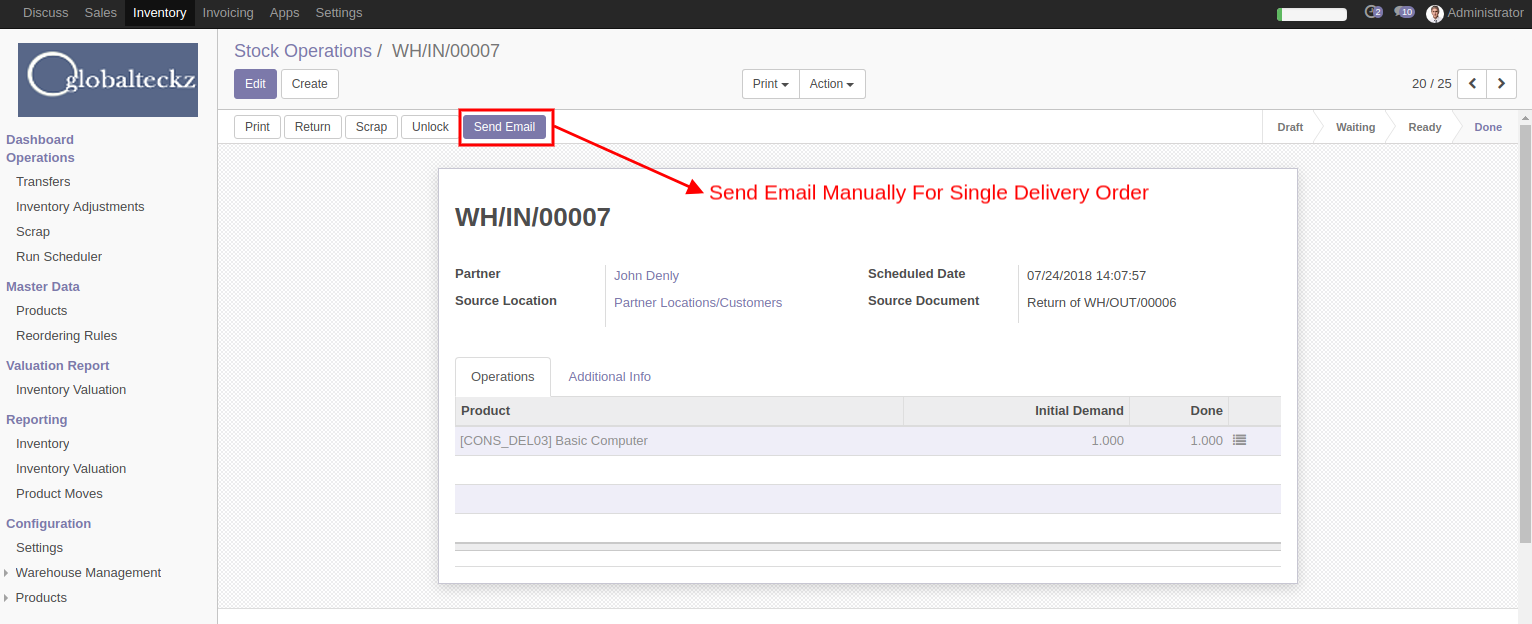 Discuss Sales Inventory Invoicing Apps Settings 2 10 Administrator
globalteckz
Stock Operations / WH/IN/00007
Edit Create Print Action 20 / 25
Print Return Scrap Unlock Send Email Draft Waiting Ready Done
Dashboard
Operations
Transfers
Inventory Adjustments
Scrap
Run Scheduler
Master Data
Products
Reordering Rules
Valuation Report
Inventory Valuation
Reporting
Inventory
Inventory Valuation
Product Moves
Configuration
Settings
Warehouse Management
Products
Send Email Manually For Single Delivery Order
WH/IN/00007
Partner John Denly Scheduled Date 07/24/2018 14:07:57
Source Location Partner Locations/Customers Source Document Return of WH/OUT/00006
Operations Additional Info
Product Initial Demand Done
[CONS_DEL03] Basic Computer 1.000 1.000